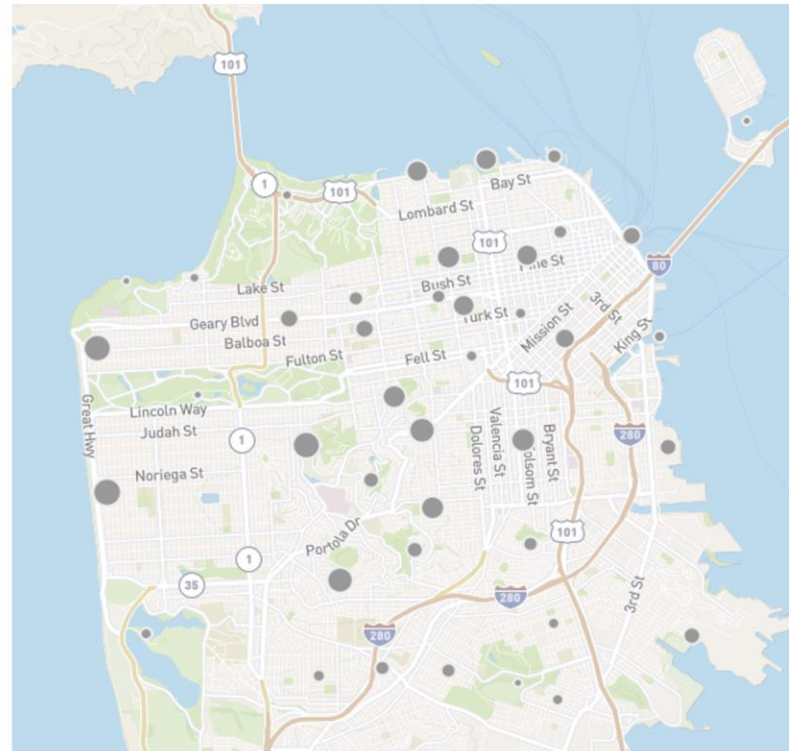 101
1
101
Bay St
Lombard St
101
Pine St
80
Lake St
Bush St
3rd St
Geary Blvd
Turk St
Mission St
King St
Balboa St
Fulton St
Fell St
101
Lincoln Way
Great Hwy
Judah St
1
Dolores St
Valencia St
Folsom St
Bryant St
280
Noriega St
Portola Dr
101
1
35
280
3rd St
280